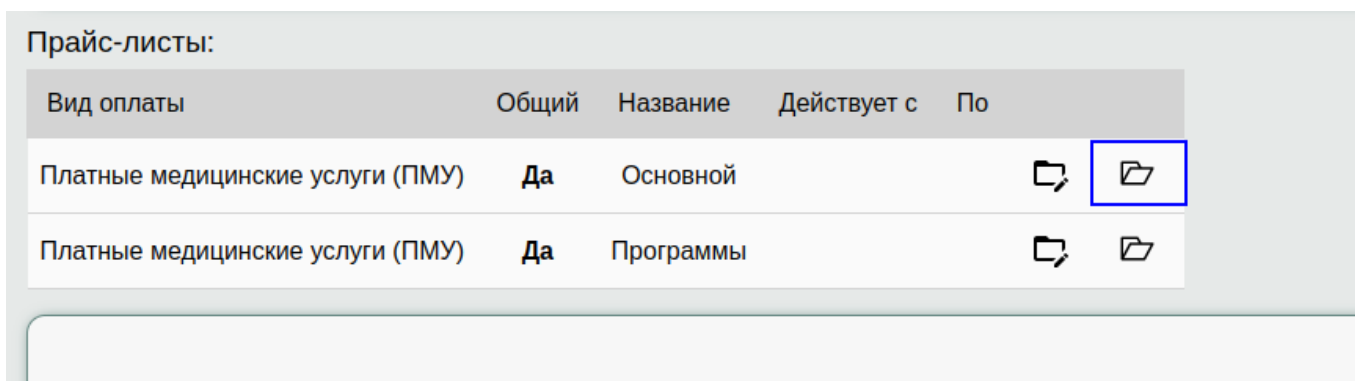 Прайс-листы:
Вид оплаты Общий Название Действует с По
Платные медицинские услуги (ПМУ) Да Основной
Платные медицинские услуги (ПМУ) Да Программы